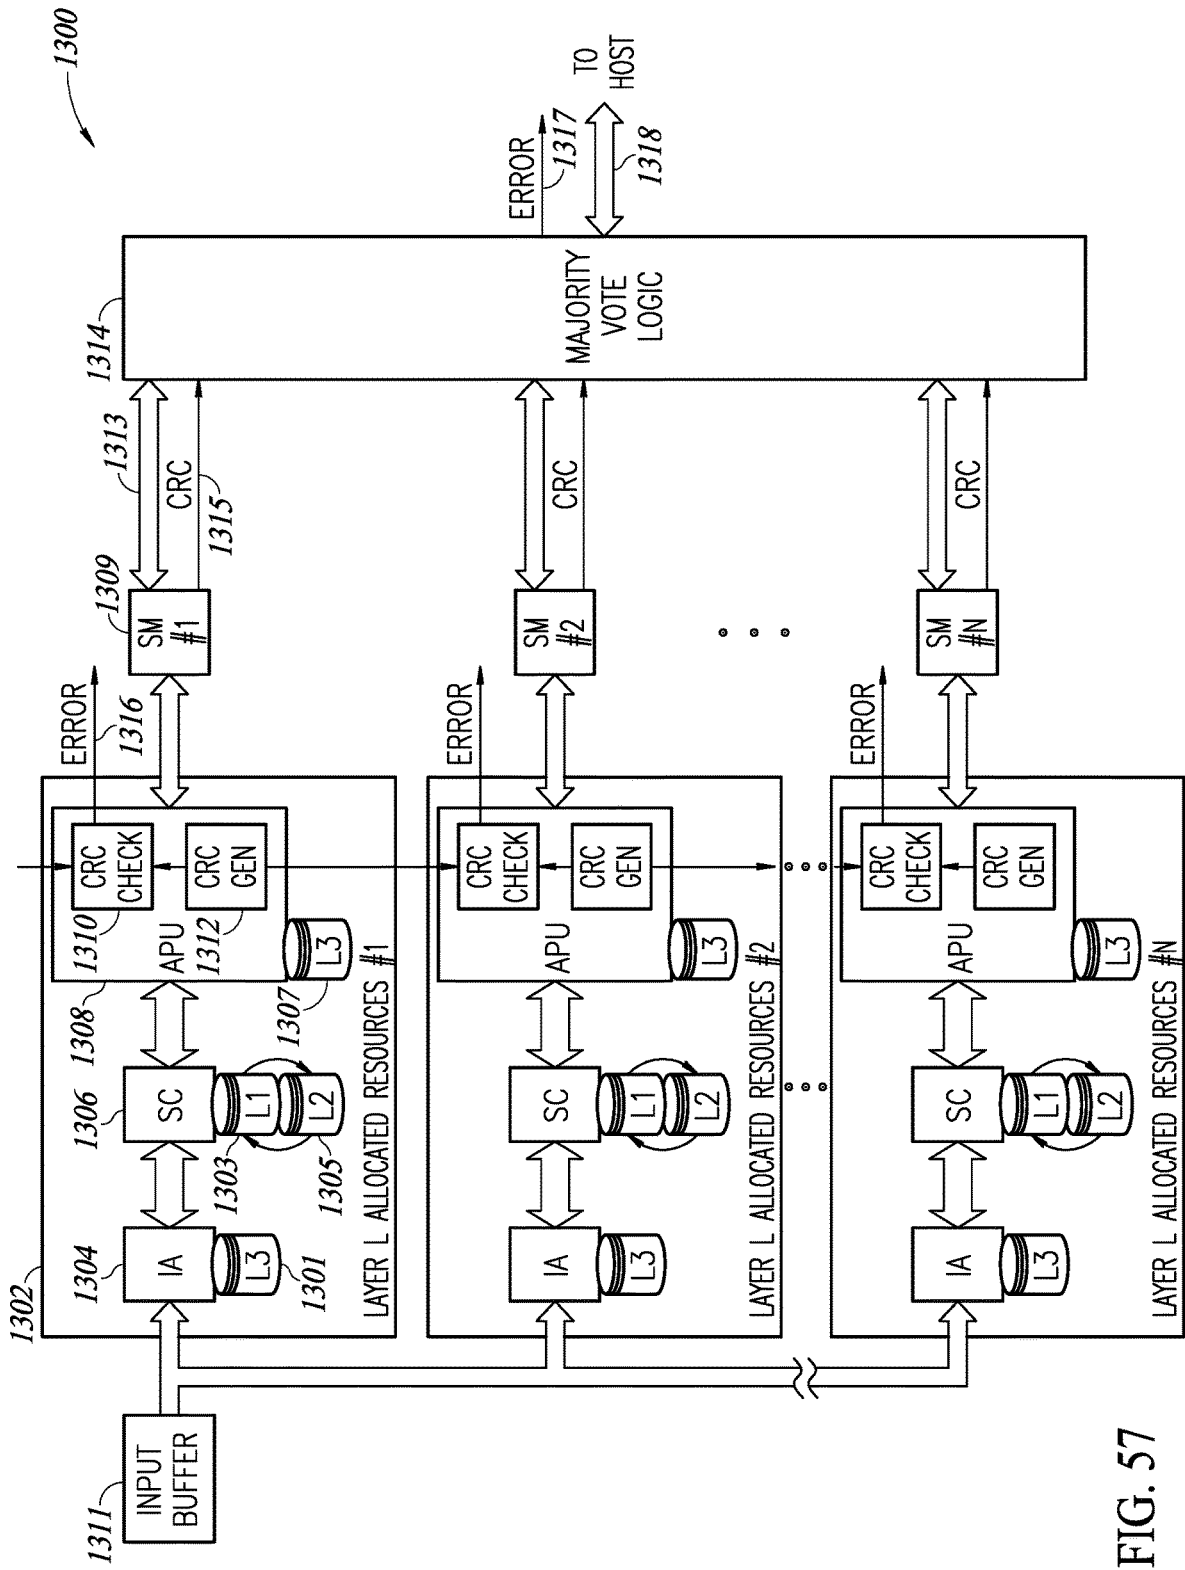 1300
1311
INPUT
BUFFER
1302
1304
IA
L3
1301
1306
SC
L1
1303
L2
1305
1308
APU
1310
CRC
CHECK
1312
CRC
GEN
L3
1307
LAYER L ALLOCATED RESOURCES #1
ERROR
1316
SM
#1
1309
1313
CRC
1315
1314
MAJORITY
VOTE
LOGIC
ERROR
1317
TO
HOST
1318
IA
L3
SC
L1
L2
APU
CRC
CHECK
CRC
GEN
L3
LAYER L ALLOCATED RESOURCES #2
ERROR
SM
#2
CRC
IA
L3
SC
L1
L2
APU
CRC
CHECK
CRC
GEN
L3
LAYER L ALLOCATED RESOURCES #N
ERROR
SM
#N
CRC
FIG. 57